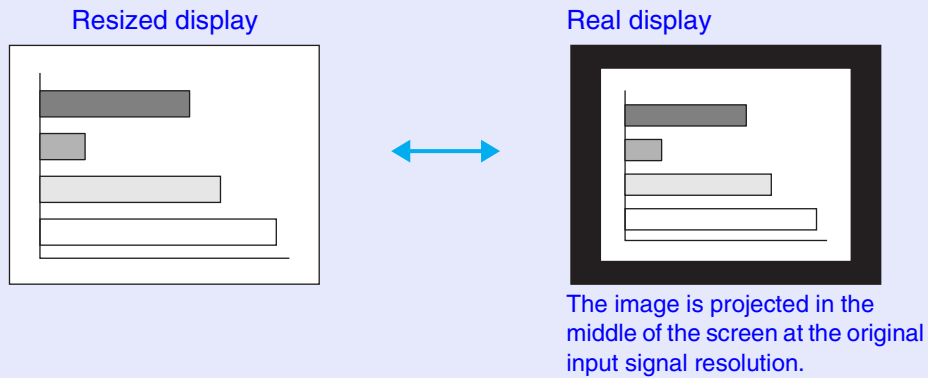 Resized display
Real display
The image is projected in the
middle of the screen at the original
input signal resolution.